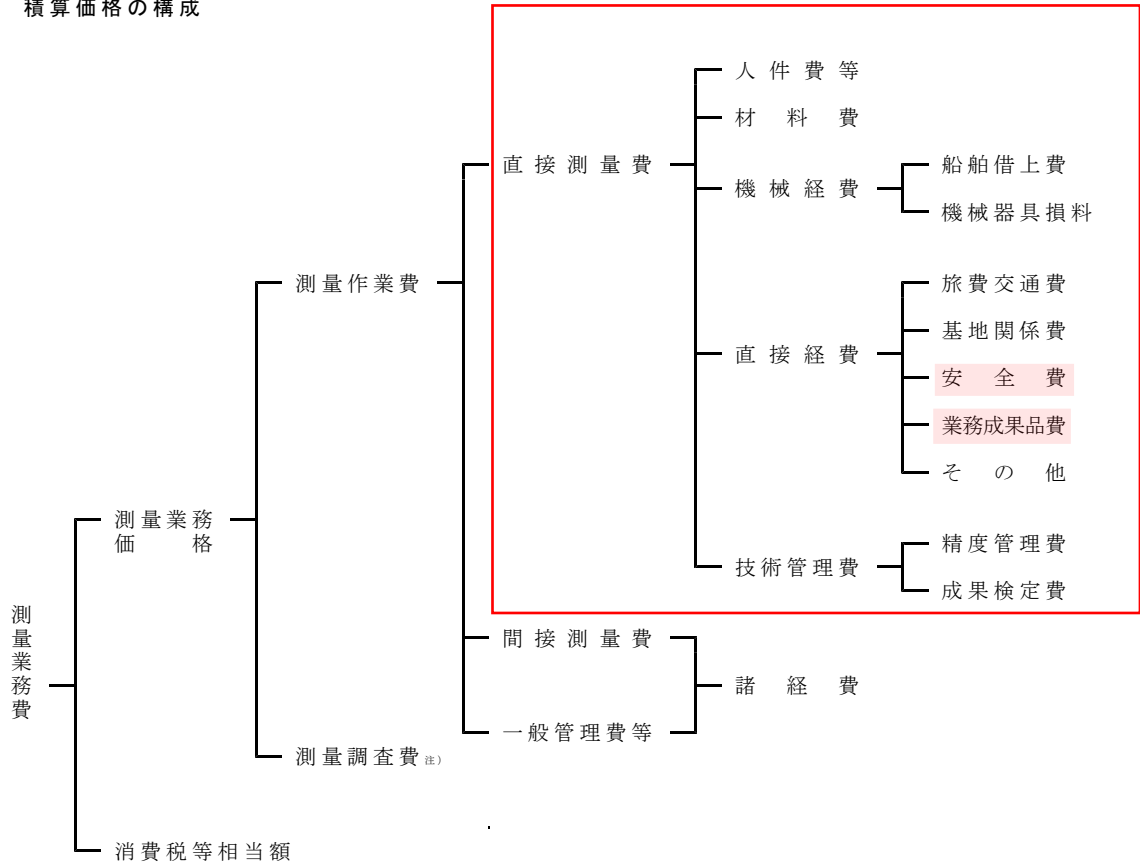 積算価格の構成
人件費等
材料費
直接測量費
機械経費
船舶借上費
機械器具損料
測量作業費
旅費交通費
基地関係費
直接経費
安全費
業務成果品費
その他
測量業務
価格
精度管理費
技術管理費
成果検定費
測量業務費
間接測量費
諸経費
一般管理費等
測量調査費注)
消費税等相当額